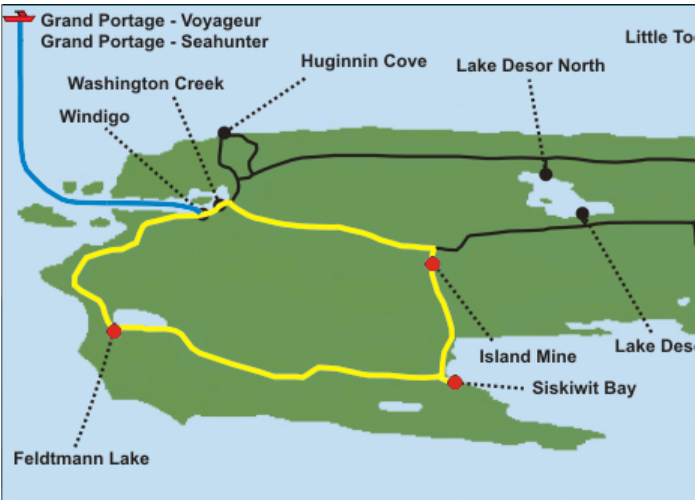 Grand Portage - Voyageur
Grand Portage - Seahunter
Little To
Huginnin Cove
Lake Desor North
Washington Creek
Windigo
Island Mine
Lake Des
Siskiwit Bay
Feldtmann Lake